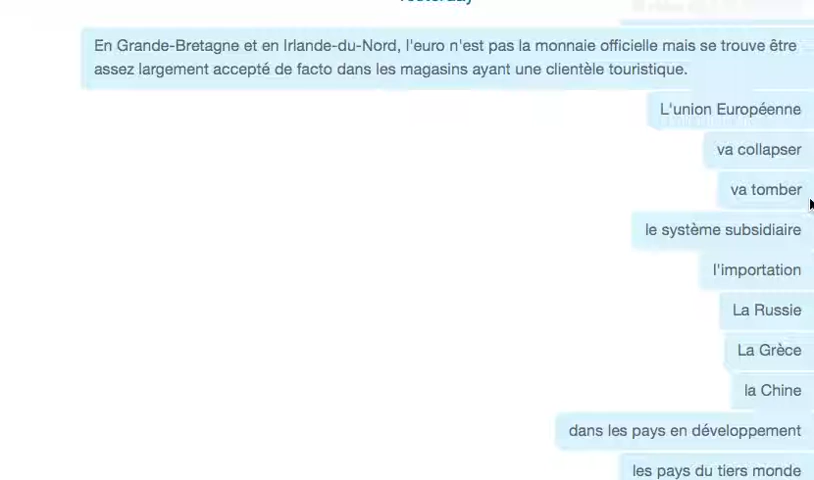 Yesterday
En Grande-Bretagne et en Irlande-du-Nord, l'euro n'est pas la monnaie officielle mais se trouve être
assez largement accepté de facto dans les magasins ayant une clientèle touristique.
L'union Européenne
va collapser
va tomber
le système subsidiaire
l'importation
La Russie
La Grèce
la Chine
dans les pays en développement
les pays du tiers monde